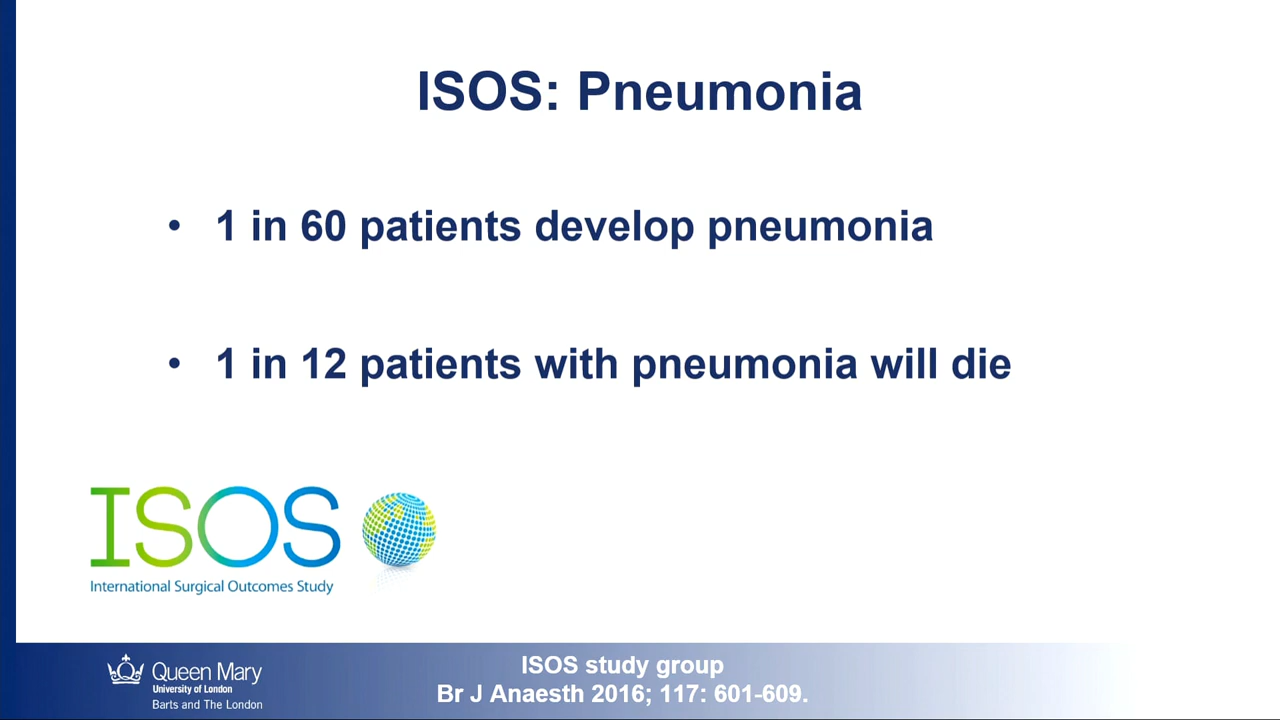 ISOS: Pneumonia
• 1 in 60 patients develop pneumonia
• 1 in 12 patients with pneumonia will die
ISOS
International Surgical Outcomes Study
Queen Mary
University of London
Barts and The London
ISOS study group
Br J Anaesth 2016; 117: 601-609.